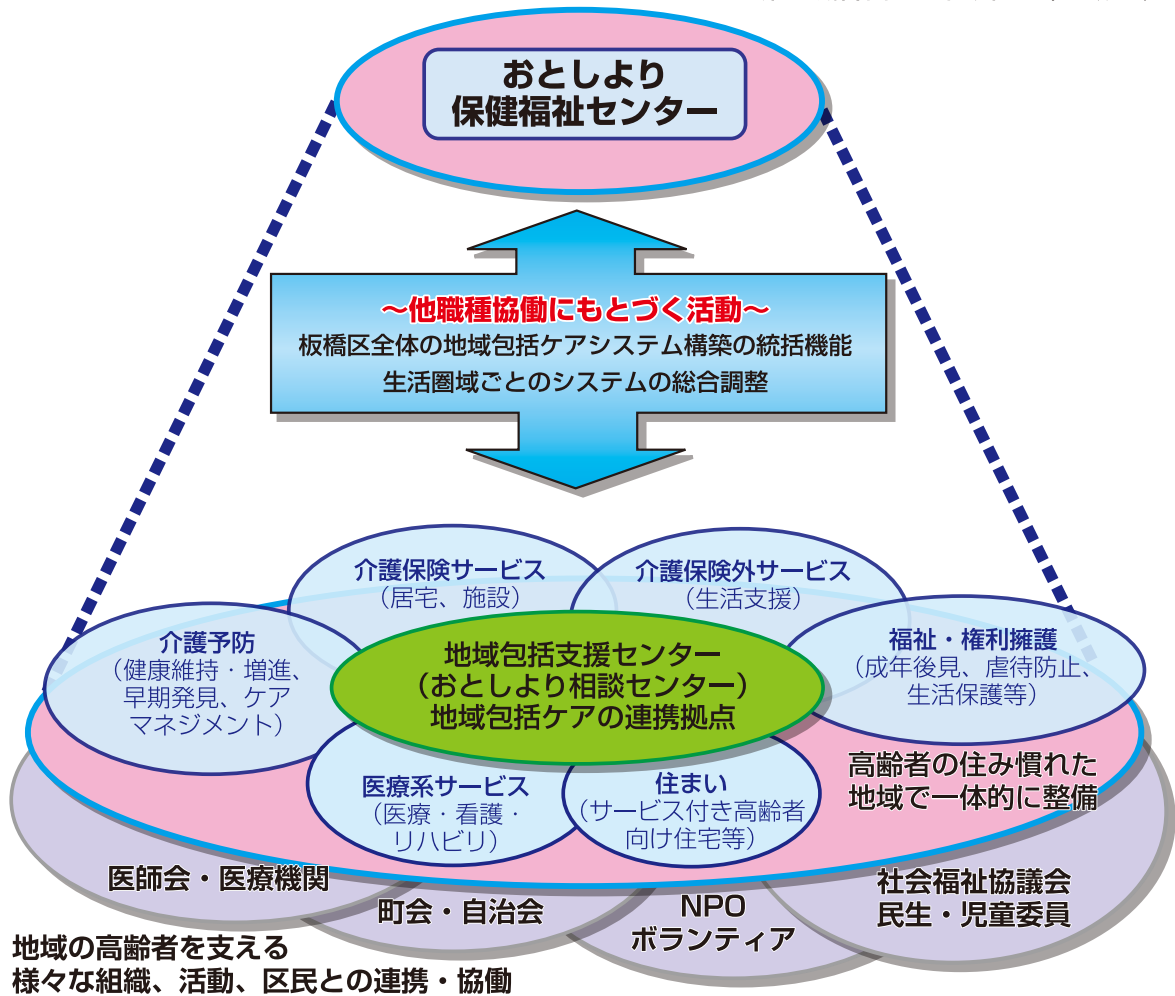 おとしより
保健福祉センター
～他職種協働にもとづく活動～
板橋区全体の地域包括ケアシステム構築の統括機能
生活圏域ごとのシステムの総合調整
介護保険サービス
（居宅、施設）
介護保険外サービス
（生活支援）
介護予防
（健康維持・増進、
早期発見、ケア
マネジメント）
地域包括支援センター
（おとしより相談センター）
地域包括ケアの連携拠点
福祉・権利擁護
（成年後見、虐待防止、
生活保護等）
医療系サービス
（医療・看護・
リハビリ）
住まい
（サービス付き高齢者
向け住宅等）
高齢者の住み慣れた
地域で一体的に整備
医師会・医療機関
町会・自治会
NPO
ボランティア
社会福祉協議会
民生・児童委員
地域の高齢者を支える
様々な組織、活動、区民との連携・協働